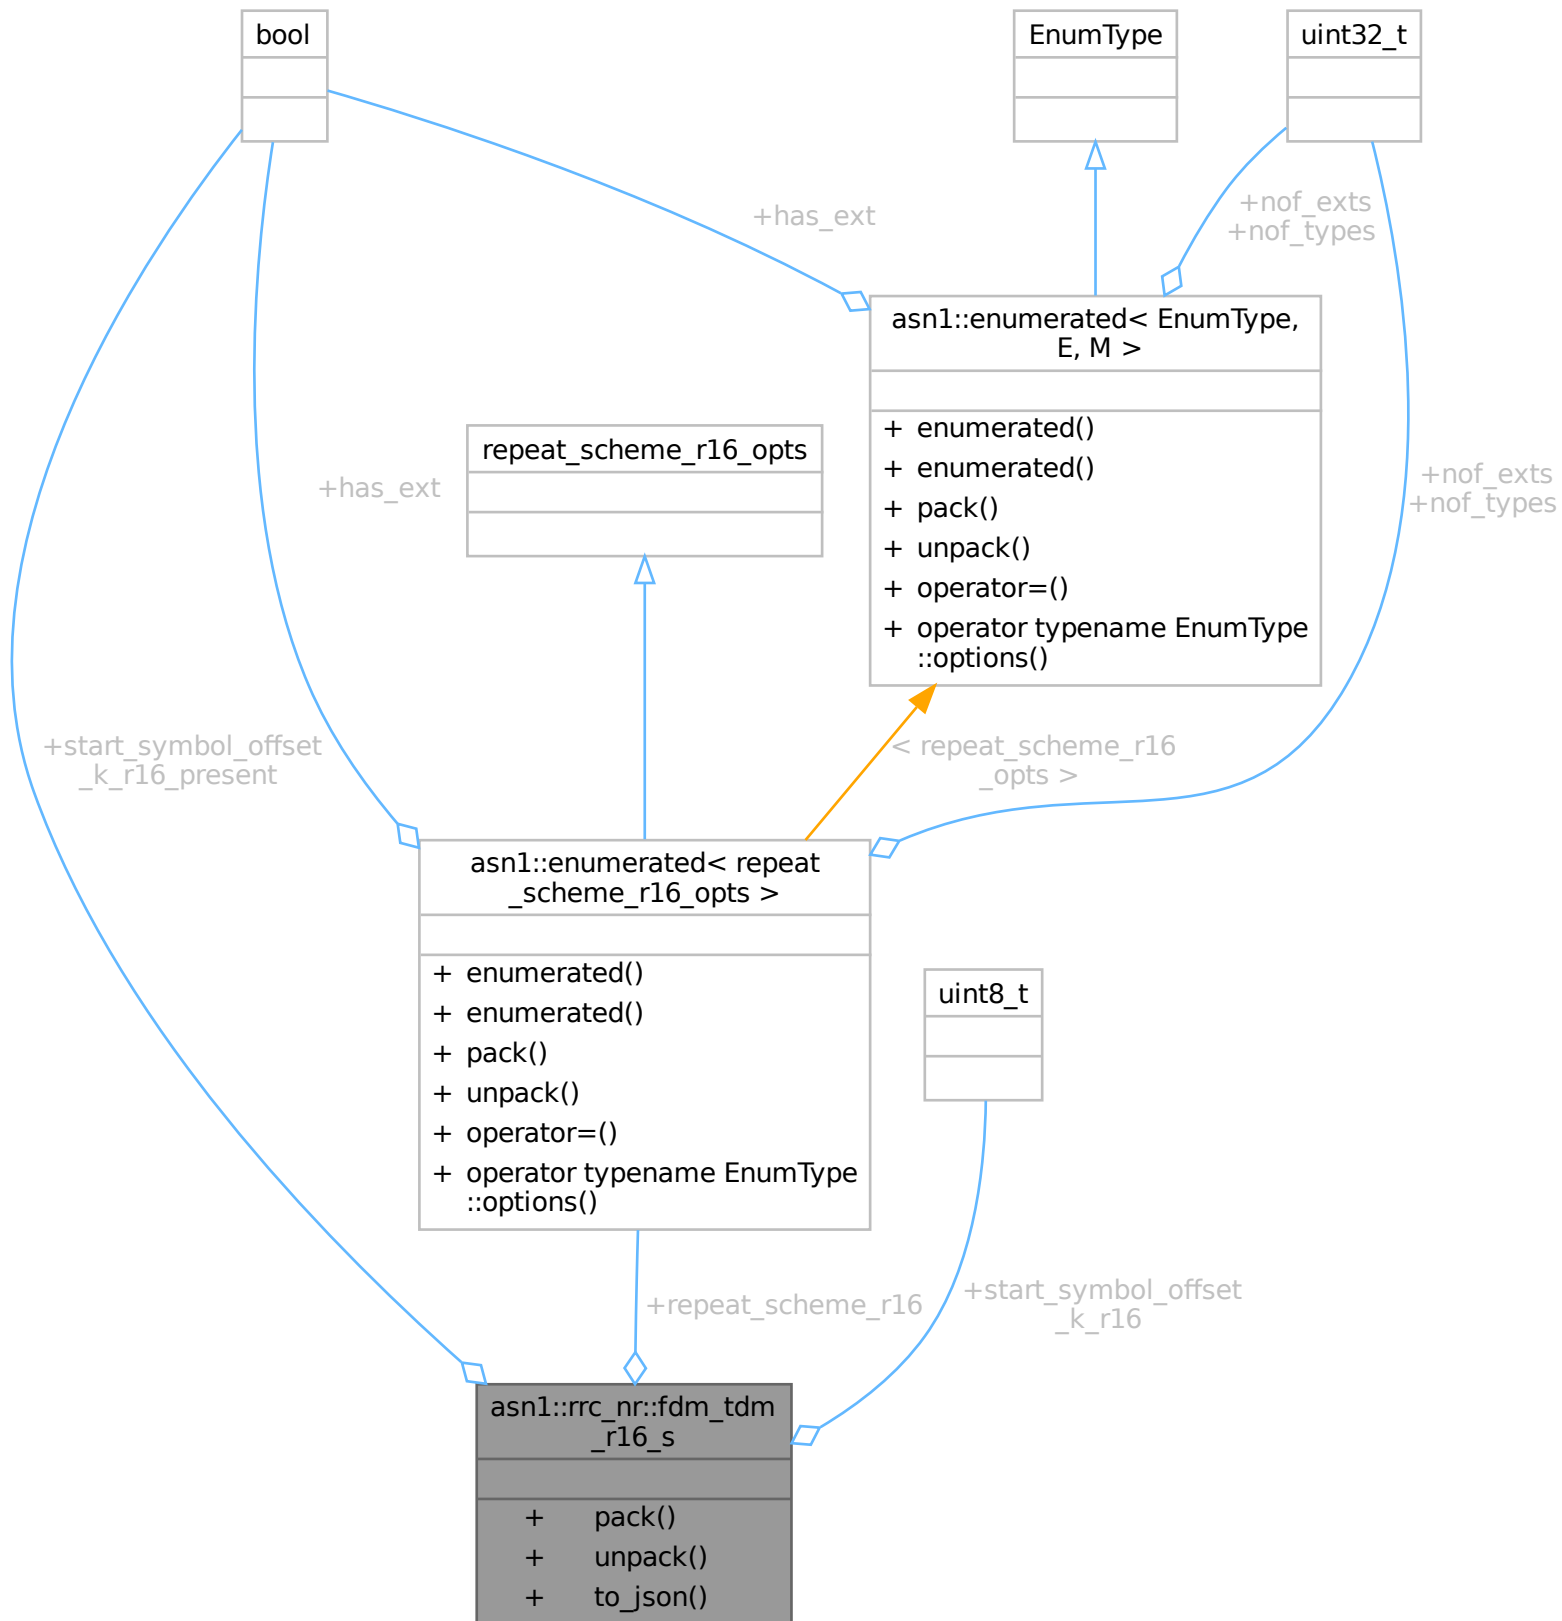 bool
EnumType
uint32_t
+has_ext
+nof_exts
+nof_types
asn1::enumerated< EnumType,
E, M >
+ enumerated()
+ enumerated()
+ pack()
+ unpack()
+ operator=()
+ operator typename EnumType
::options()
repeat_scheme_r16_opts
+has_ext
+nof_exts
+nof_types
+start_symbol_offset
_k_r16_present
< repeat_scheme_r16
_opts >
asn1::enumerated< repeat
_scheme_r16_opts >
+ enumerated()
+ enumerated()
+ pack()
+ unpack()
+ operator=()
+ operator typename EnumType
::options()
uint8_t
+repeat_scheme_r16
+start_symbol_offset
_k_r16
asn1::rrc_nr::fdm_tdm
_r16_s
+ pack()
+ unpack()
+ to_json()